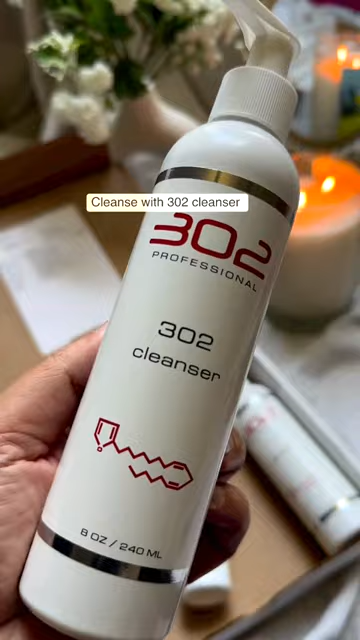 Cleanse with 302 cleanser
302
PROFESSIONAL
302
cleanser
8 OZ / 240 ML